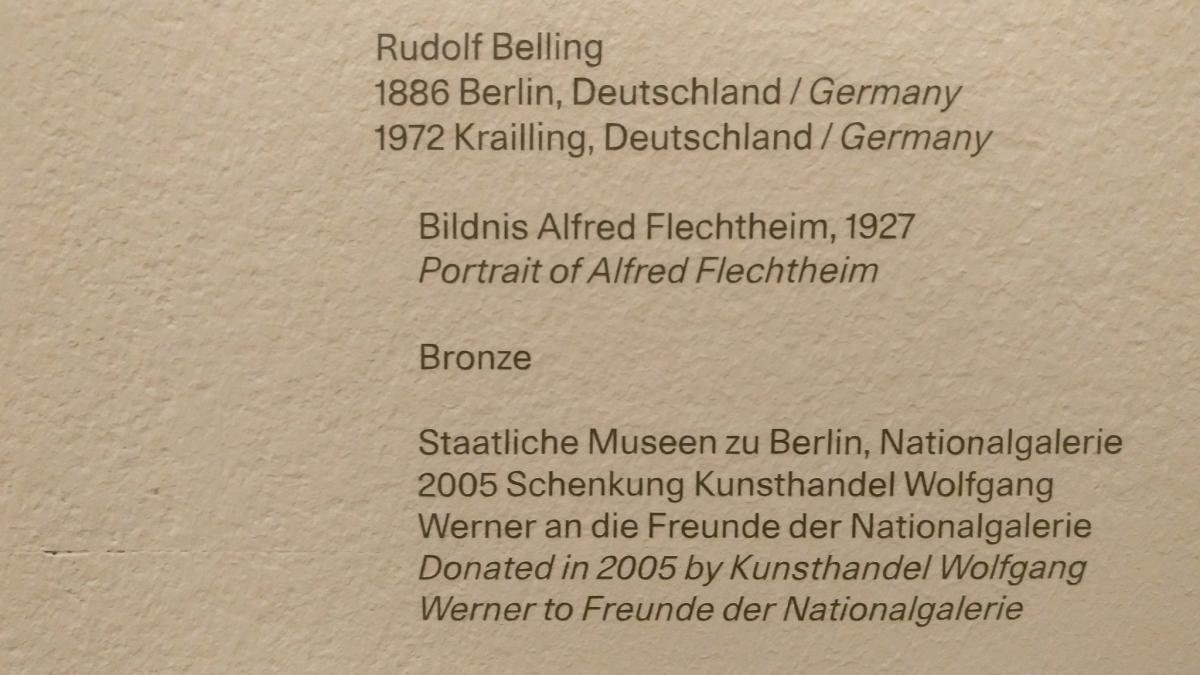 Rudolf Belling
1886 Berlin, Deutschland / Germany
1972 Krailling, Deutschland / Germany
Bildnis Alfred Flechtheim, 1927
Portrait of Alfred Flechtheim
Bronze
Staatliche Museen zu Berlin, Nationalgalerie
2005 Schenkung Kunsthandel Wolfgang
Werner an die Freunde der Nationalgalerie
Donated in 2005 by Kunsthandel Wolfgang
Werner to Freunde der Nationalgalerie